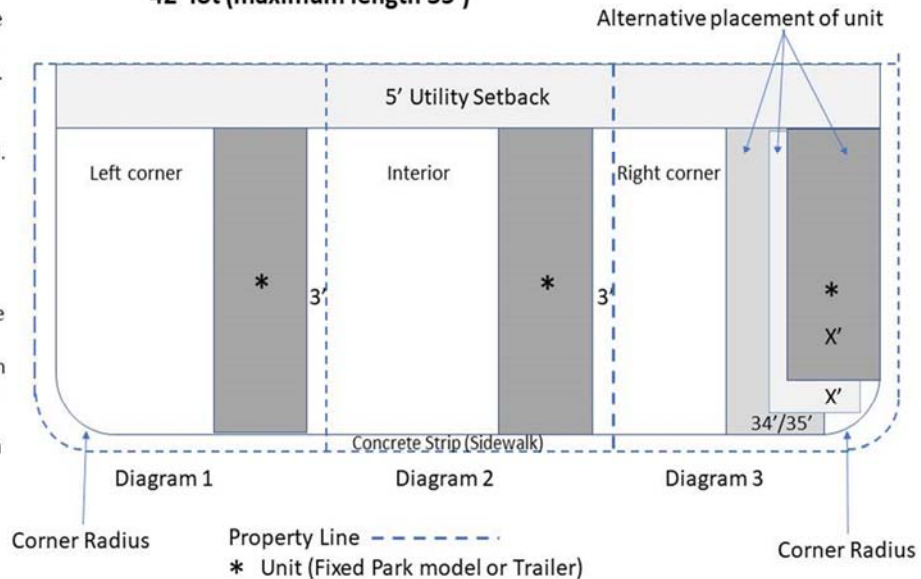 42' lot (maximum length 35')
Alternative placement of unit
5' Utility Setback
Left corner
Interior
Right corner
*
*
*
3'
3'
X'
X'
34'/35'
Concrete Strip (Sidewalk)
Diagram 1
Diagram 2
Diagram 3
Corner Radius
Property Line
* Unit (Fixed Park model or Trailer)
Corner Radius